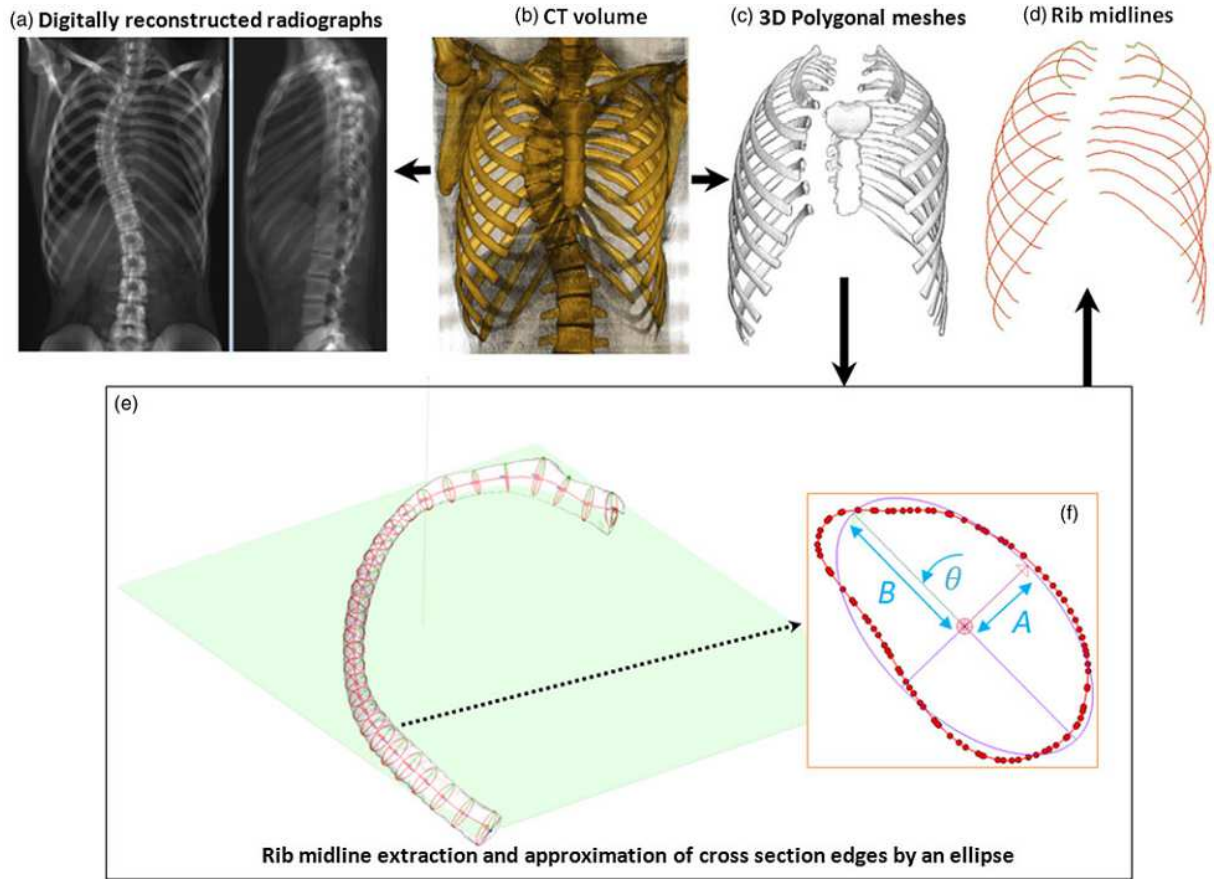 (a) Digitally reconstructed radiographs
(b) CT volume
(c) 3D Polygonal meshes
(d) Rib midlines
(e)
(f)
θ
B
A
Rib midline extraction and approximation of cross section edges by an ellipse